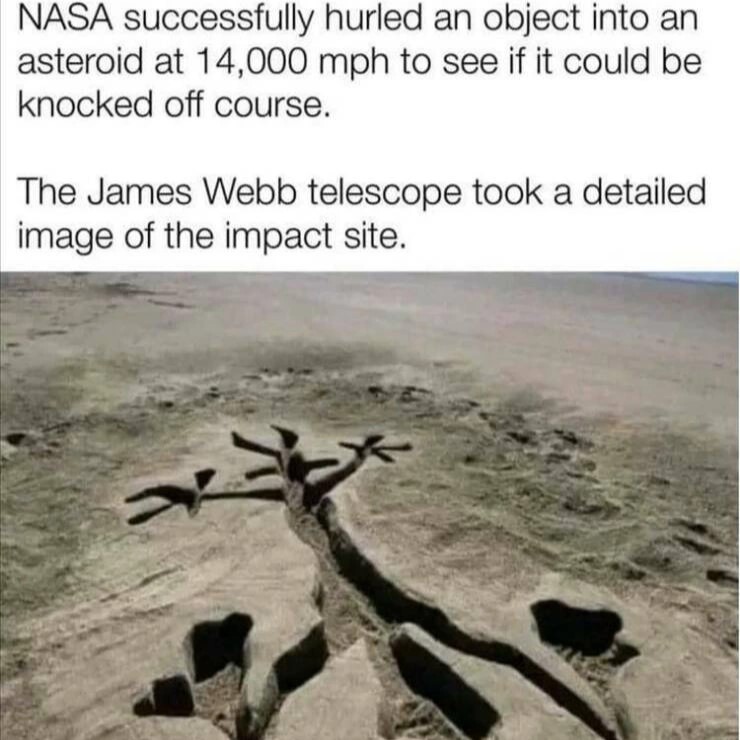 NASA successfully hurled an object into an
asteroid at 14,000 mph to see if it could be
knocked off course.
The James Webb telescope took a detailed
image of the impact site.